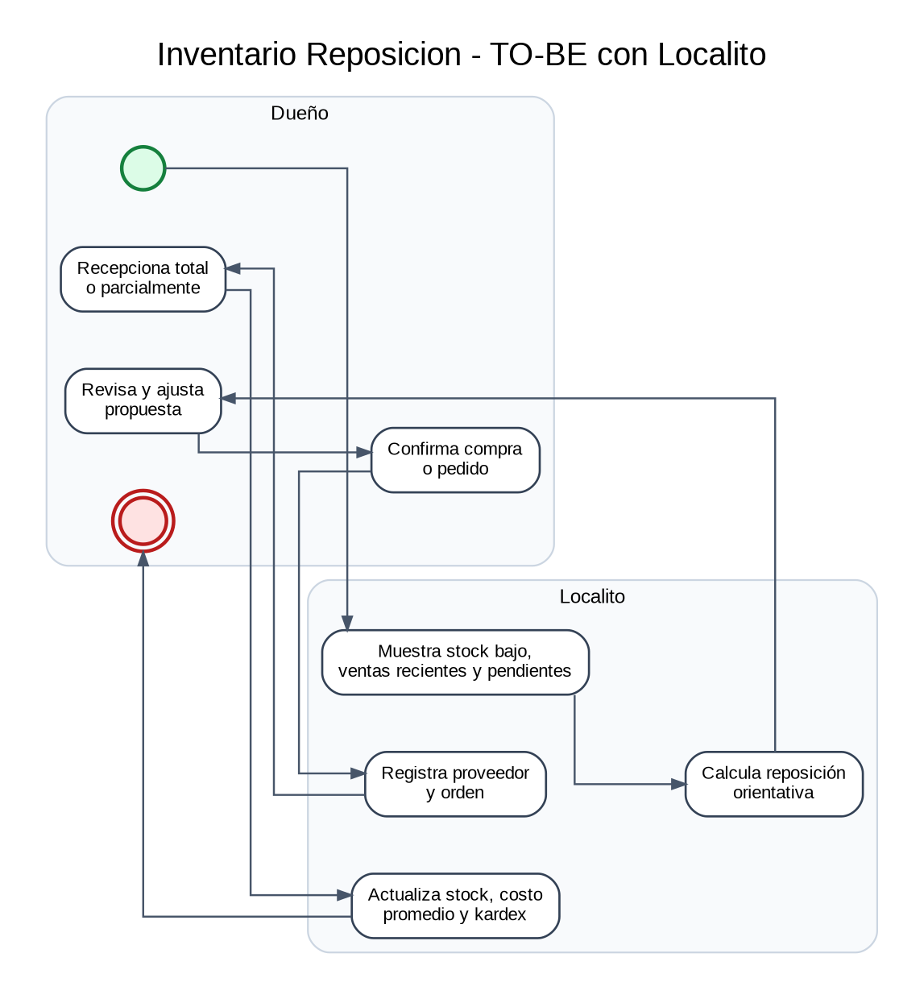 Inventario Reposicion - TO-BE con Localito
Dueño
Recepciona total
o parcialmente
Revisa y ajusta
propuesta
Confirma compra
o pedido
Localito
Muestra stock bajo,
ventas recientes y pendientes
Registra proveedor
y orden
Calcula reposición
orientativa
Actualiza stock, costo
promedio y kardex